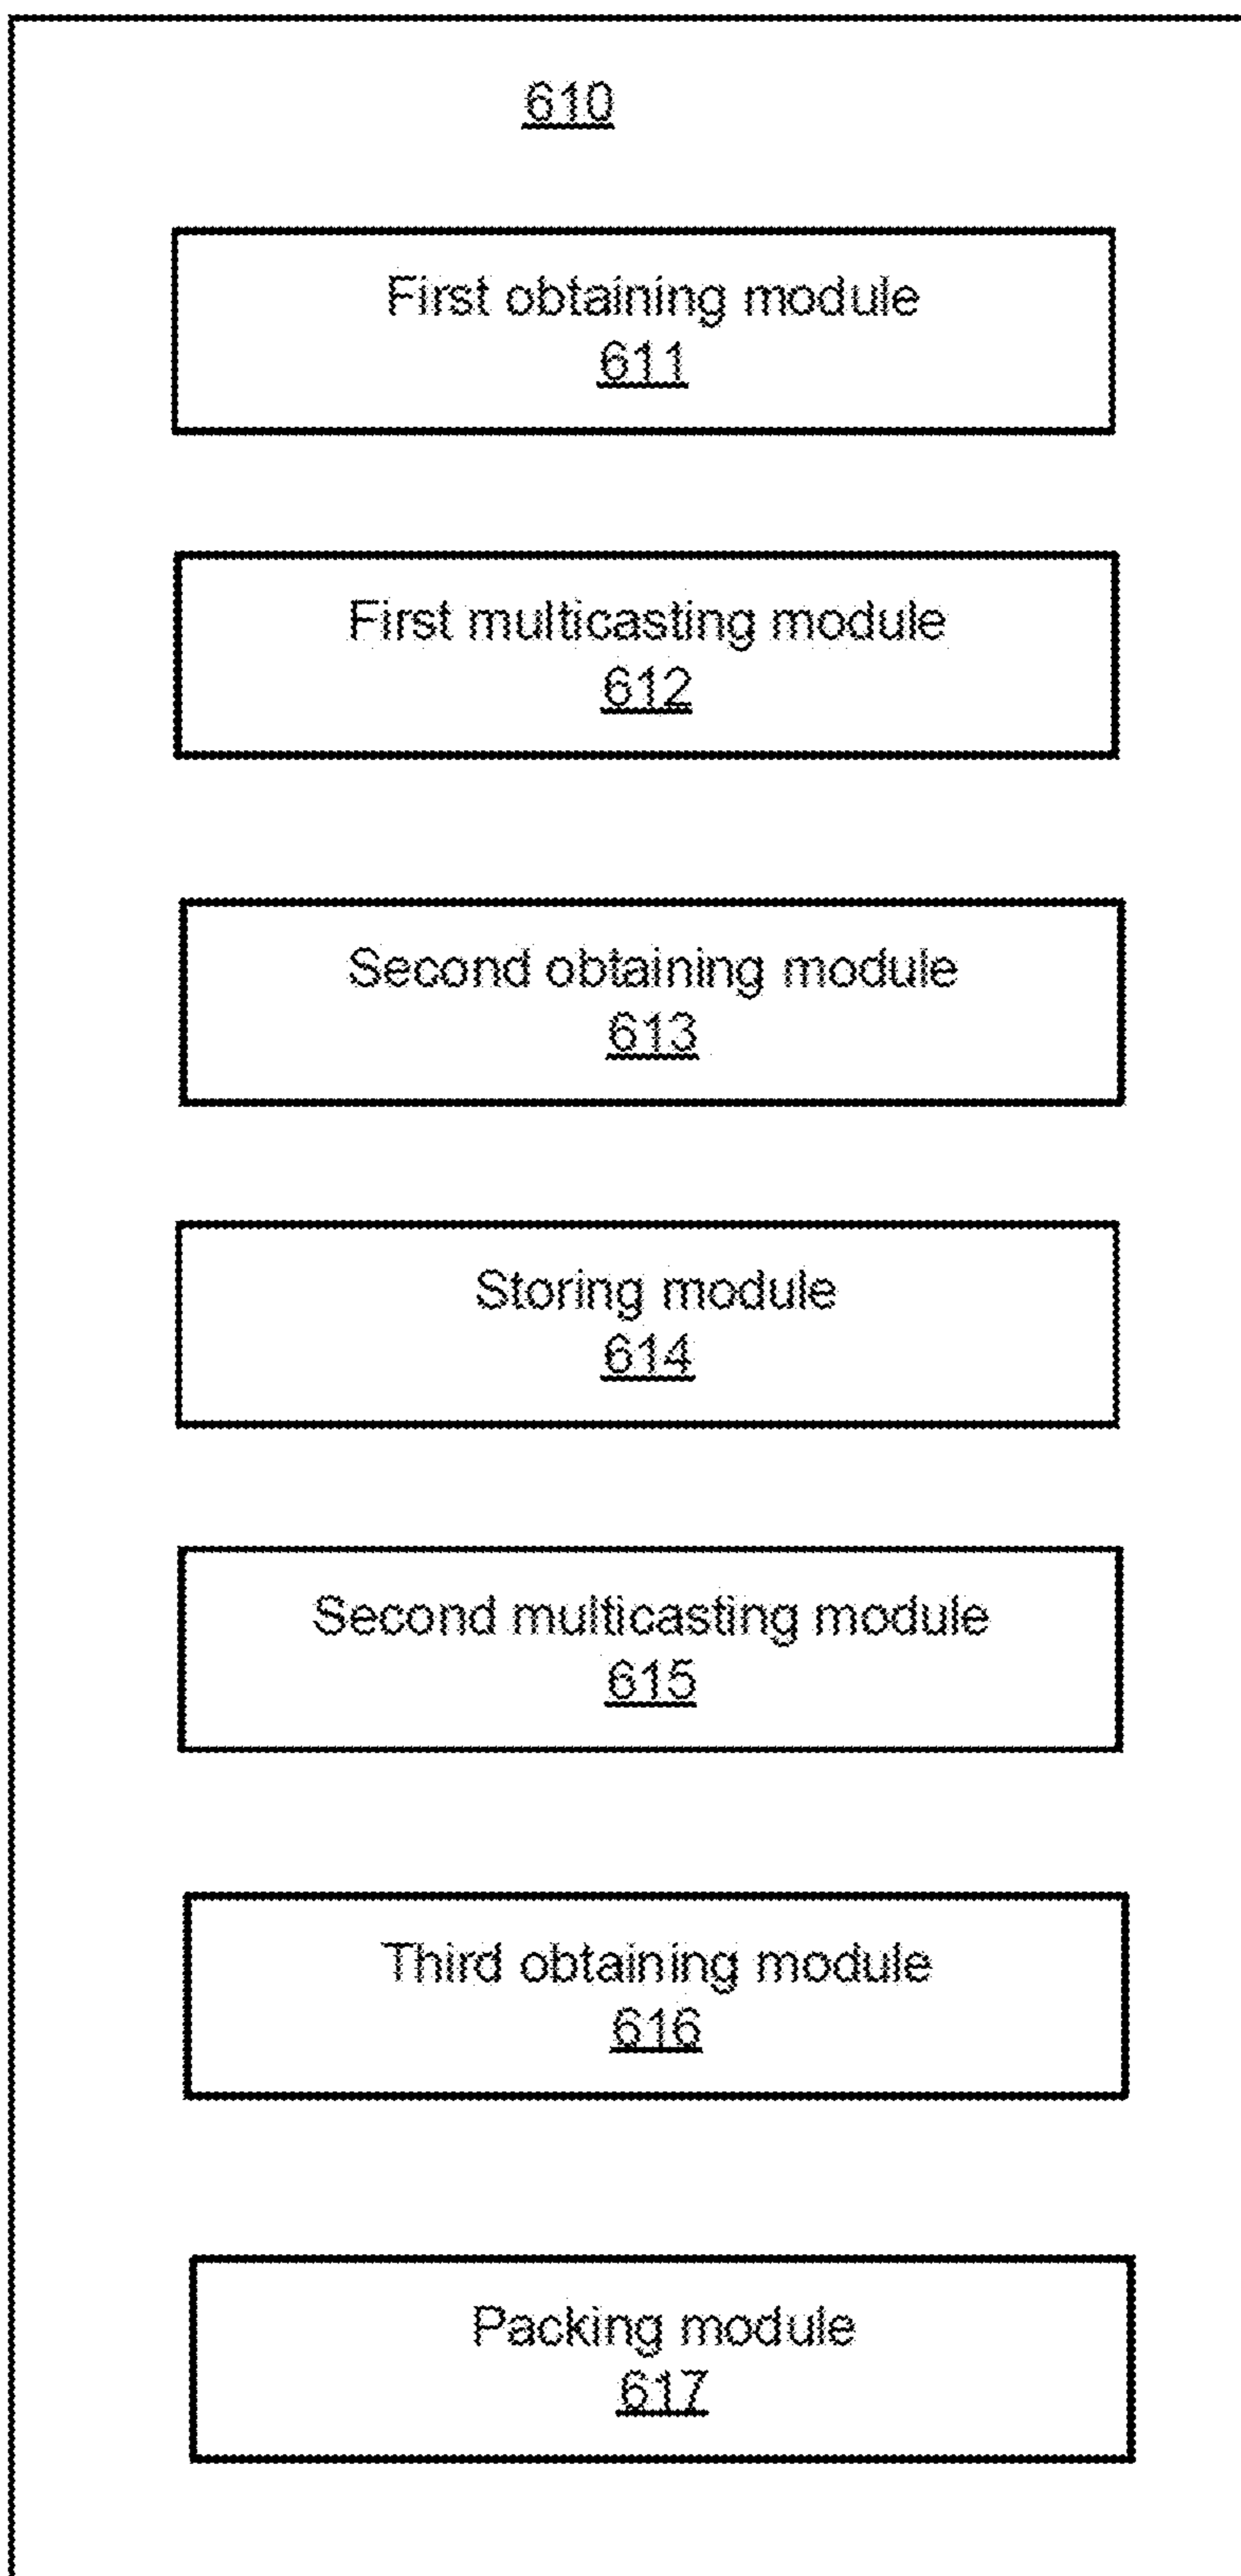 610
First obtaining module
611
First multicasting module
612
Second obtaining module
613
Storing module
614
Second multicasting module
615
Third obtaining module
616
Packing module
617